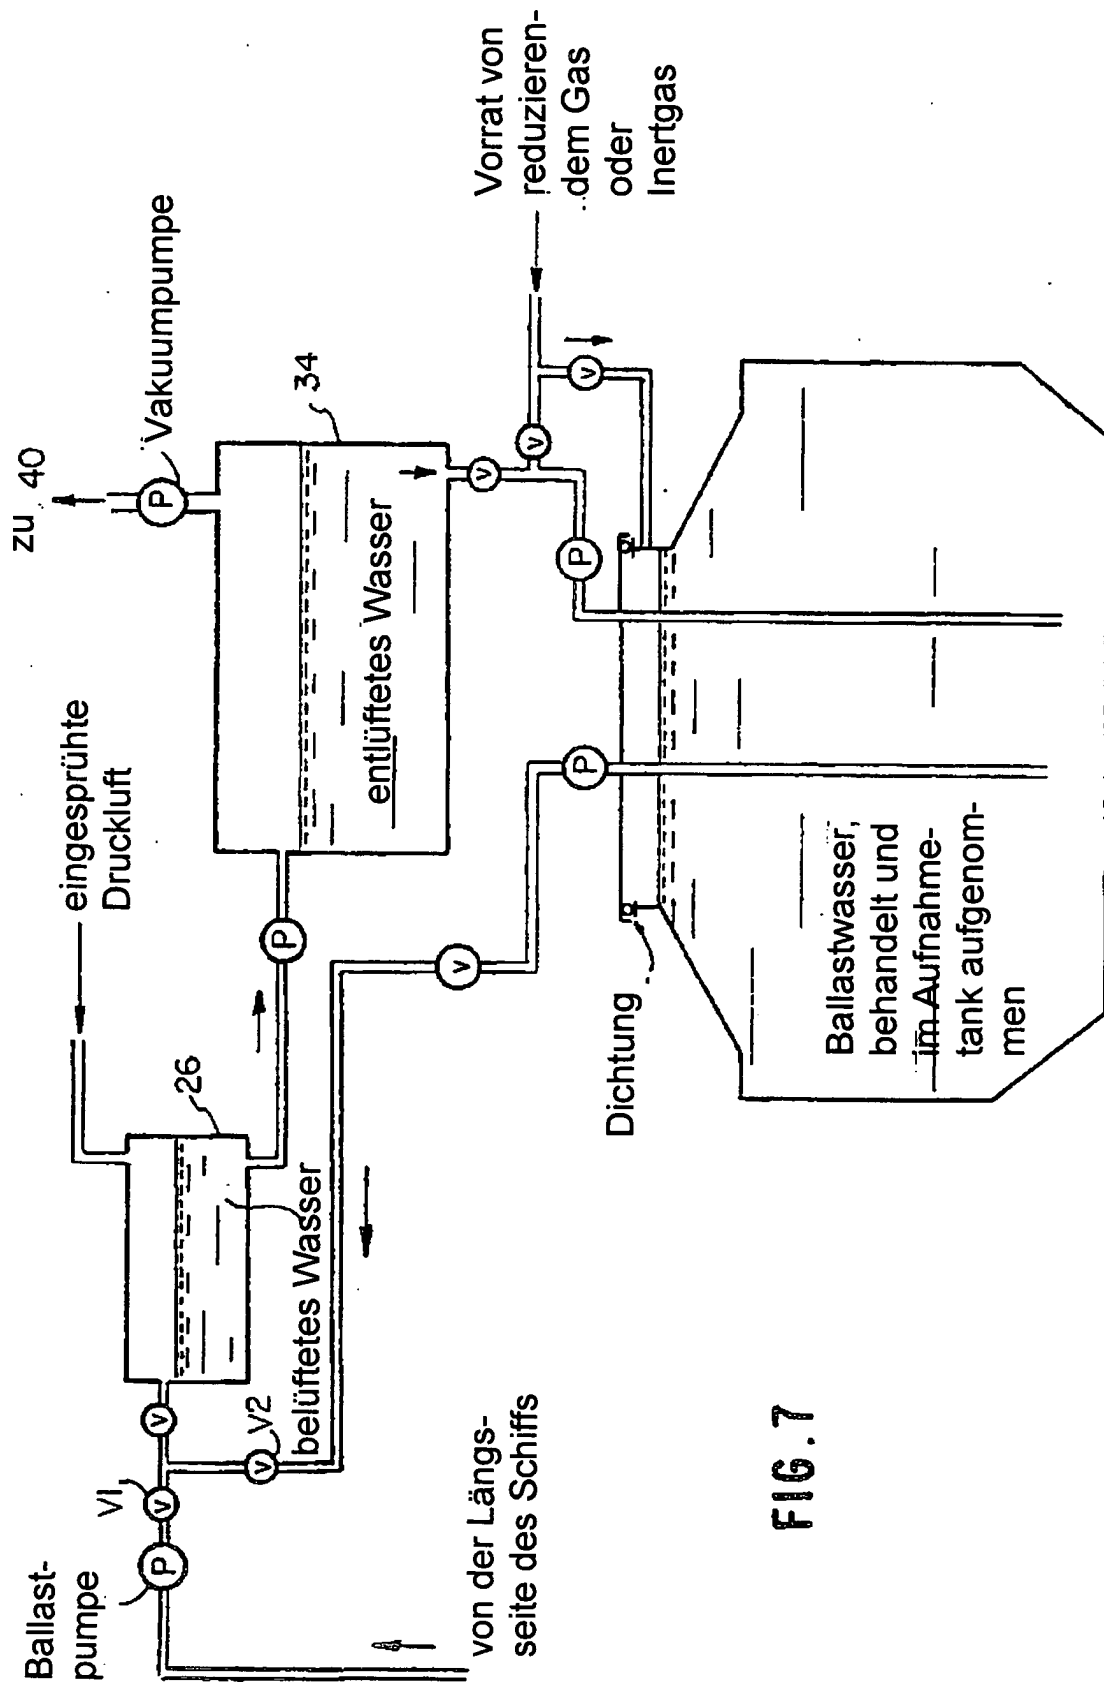 Ballast-
pumpe
V1
V
V
P
von der Längs-
seite des Schiffs
V
V2
belüftetes Wasser
26
eingesprühte
Druckluft
P
zu 40
P
Vakuumpumpe
34
entlüftetes Wasser
V
V
V
Vorrat von
reduzieren-
dem Gas
oder
Inertgas
P
P
V
Dichtung
Ballastwasser,
behandelt und
im Aufnahme-
tank aufgenom-
men
FIG. 7